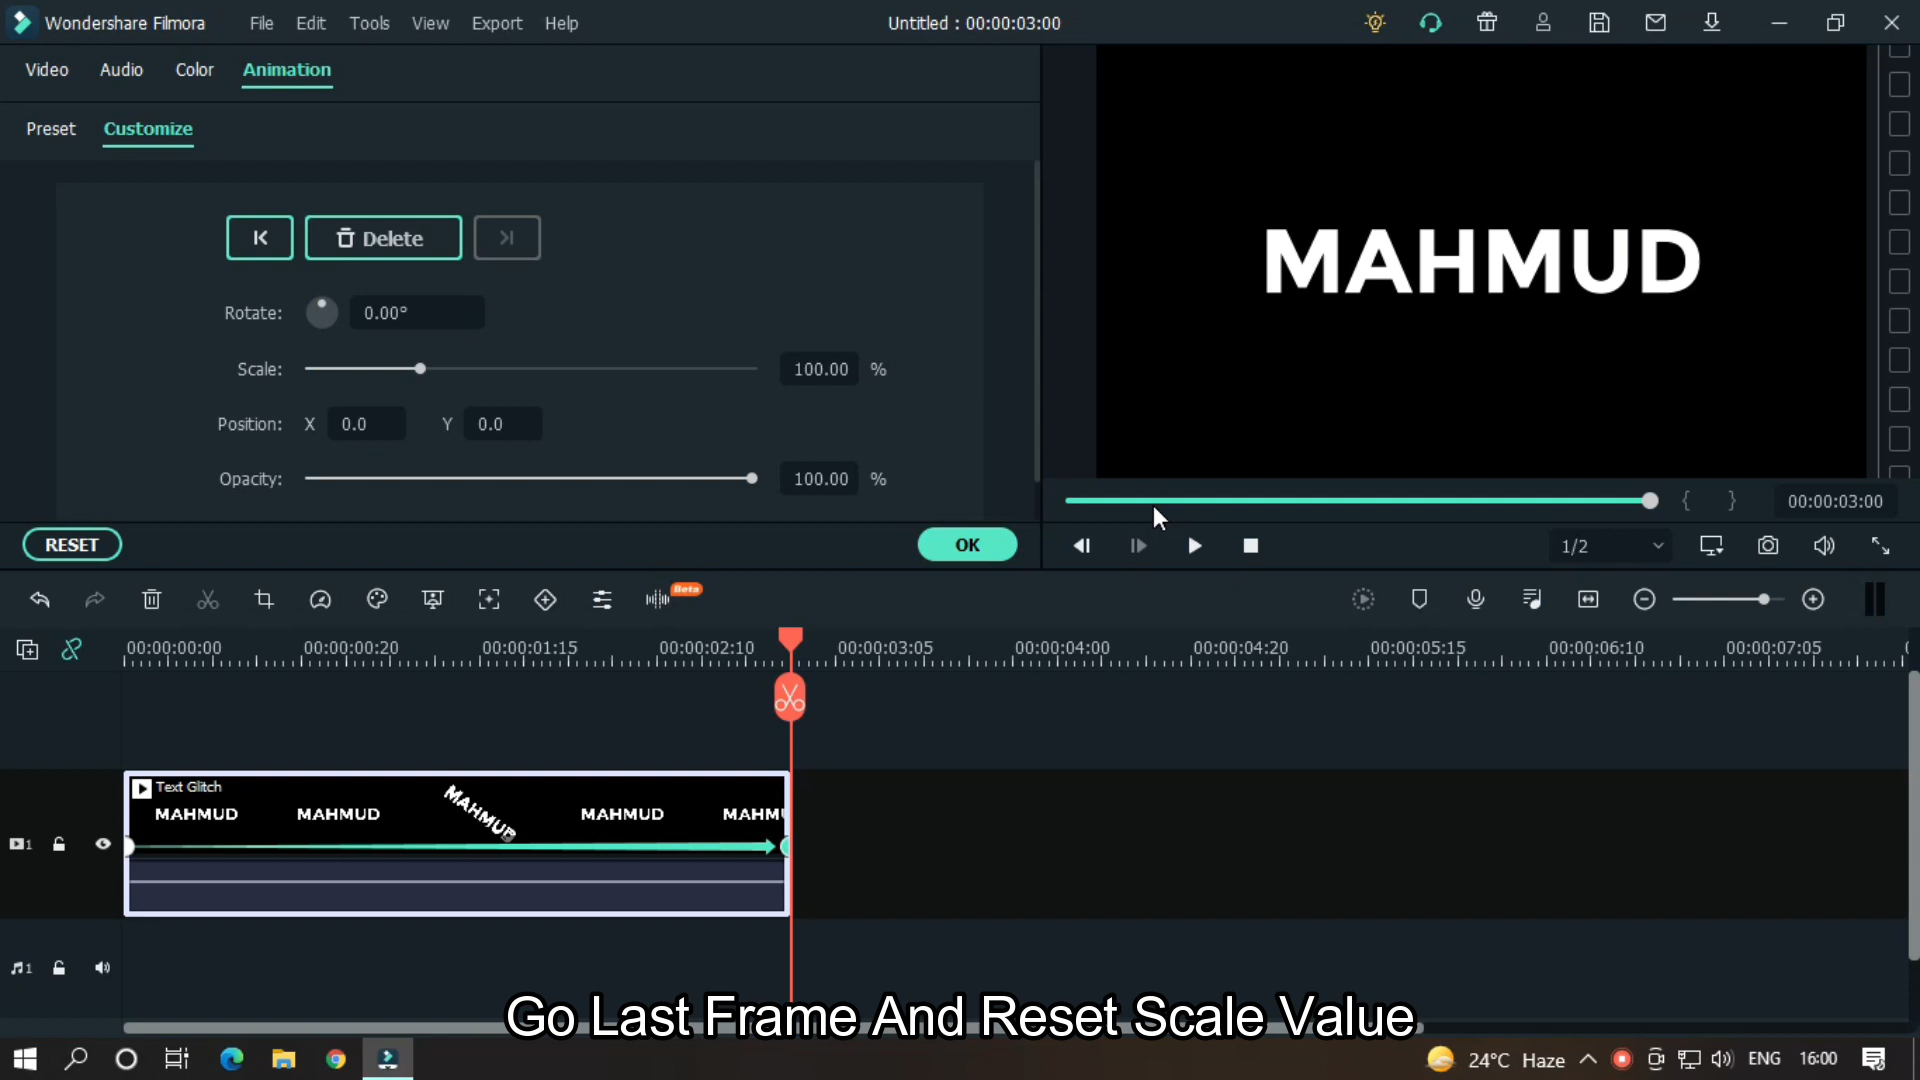 Wondershare Filmora File Edit Tools View Export Help Untitled : 00:00:03:00
Video Audio Color Animation
Preset Customize
Delete
Rotate: 0.00°
Scale: 100.00 %
Position: X 0.0 Y 0.0
Opacity: 100.00 %
RESET OK
MAHMUD
{ } 00:00:03:00
1/2
Beta
00:00:00:00 00:00:00:20 00:00:01:15 00:00:02:10 00:00:03:05 00:00:04:00 00:00:04:20 00:00:05:15 00:00:06:10 00:00:07:05
Text Glitch
MAHMUD MAHMUD MAHMUD MAHMUD MAHMU
1
1
Go Last Frame And Reset Scale Value
24°C Haze ENG 16:00